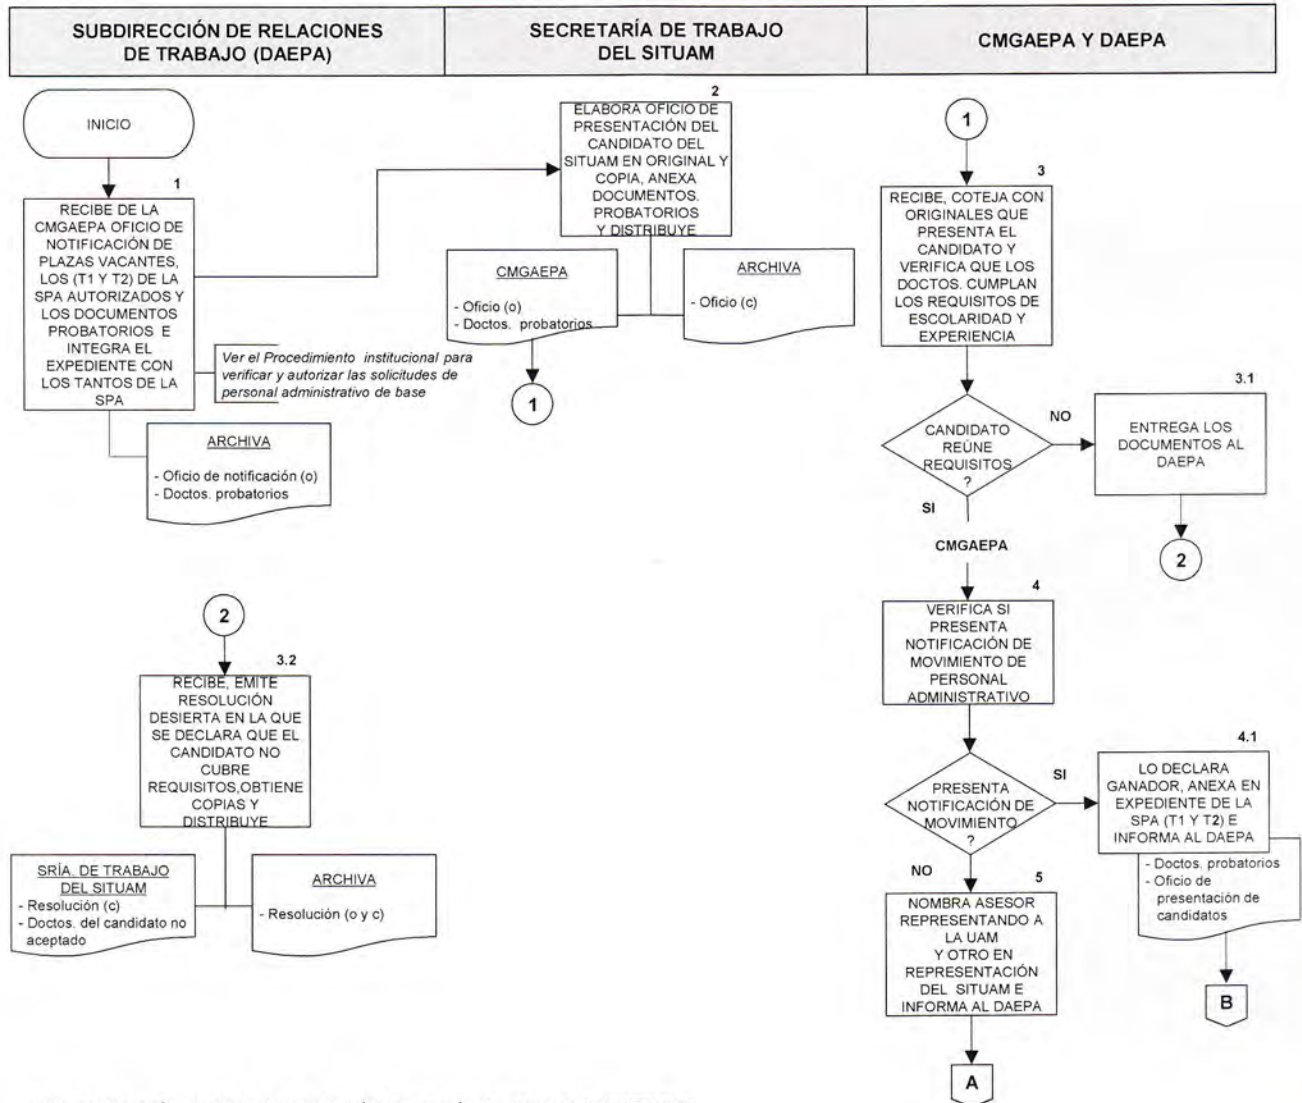 SUBDIRECCIÓN DE RELACIONES
DE TRABAJO (DAEPA)
SECRETARÍA DE TRABAJO
DEL SITUAM
CMGAEPA Y DAEPA
INICIO
1
RECIBE DE LA
CMGAEPA OFICIO DE
NOTIFICACIÓN DE
PLAZAS VACANTES,
LOS (T1 Y T2) DE LA
SPA AUTORIZADOS Y
LOS DOCUMENTOS
PROBATORIOS E
INTEGRA EL
EXPEDIENTE CON
LOS TANTOS DE LA
SPA
Ver el Procedimiento institucional para
verificar y autorizar las solicitudes de
personal administrativo de base
ARCHIVA
- Oficio de notificación (o)
- Doctos. probatorios
2
ELABORA OFICIO DE
PRESENTACIÓN DEL
CANDIDATO DEL
SITUAM EN ORIGINAL Y
COPIA, ANEXA
DOCUMENTOS.
PROBATORIOS
Y DISTRIBUYE
CMGAEPA
- Oficio (o)
- Doctos. probatorios
ARCHIVA
- Oficio (c)
1
1
3
RECIBE, COTEJA CON
ORIGINALES QUE
PRESENTA EL
CANDIDATO Y
VERIFICA QUE LOS
DOCTOS. CUMPLAN
LOS REQUISITOS DE
ESCOLARIDAD Y
EXPERIENCIA
CANDIDATO
REÚNE
REQUISITOS
?
NO
3.1
ENTREGA LOS
DOCUMENTOS AL
DAEPA
2
SI
CMGAEPA
4
VERIFICA SI
PRESENTA
NOTIFICACIÓN DE
MOVIMIENTO DE
PERSONAL
ADMINISTRATIVO
PRESENTA
NOTIFICACIÓN DE
MOVIMIENTO
?
SI
4.1
LO DECLARA
GANADOR, ANEXA EN
EXPEDIENTE DE LA
SPA (T1 Y T2) E
INFORMA AL DAEPA
- Doctos. probatorios
- Oficio de
presentación de
candidatos
B
NO
5
NOMBRA ASESOR
REPRESENTANDO A
LA UAM
Y OTRO EN
REPRESENTACIÓN
DEL SITUAM E
INFORMA AL DAEPA
A
2
3.2
RECIBE, EMITE
RESOLUCIÓN
DESIERTA EN LA QUE
SE DECLARA QUE EL
CANDIDATO NO
CUBRE
REQUISITOS,OBTIENE
COPIAS Y
DISTRIBUYE
SRÍA. DE TRABAJO
DEL SITUAM
- Resolución (c)
- Doctos. del candidato no
aceptado
ARCHIVA
- Resolución (o y c)